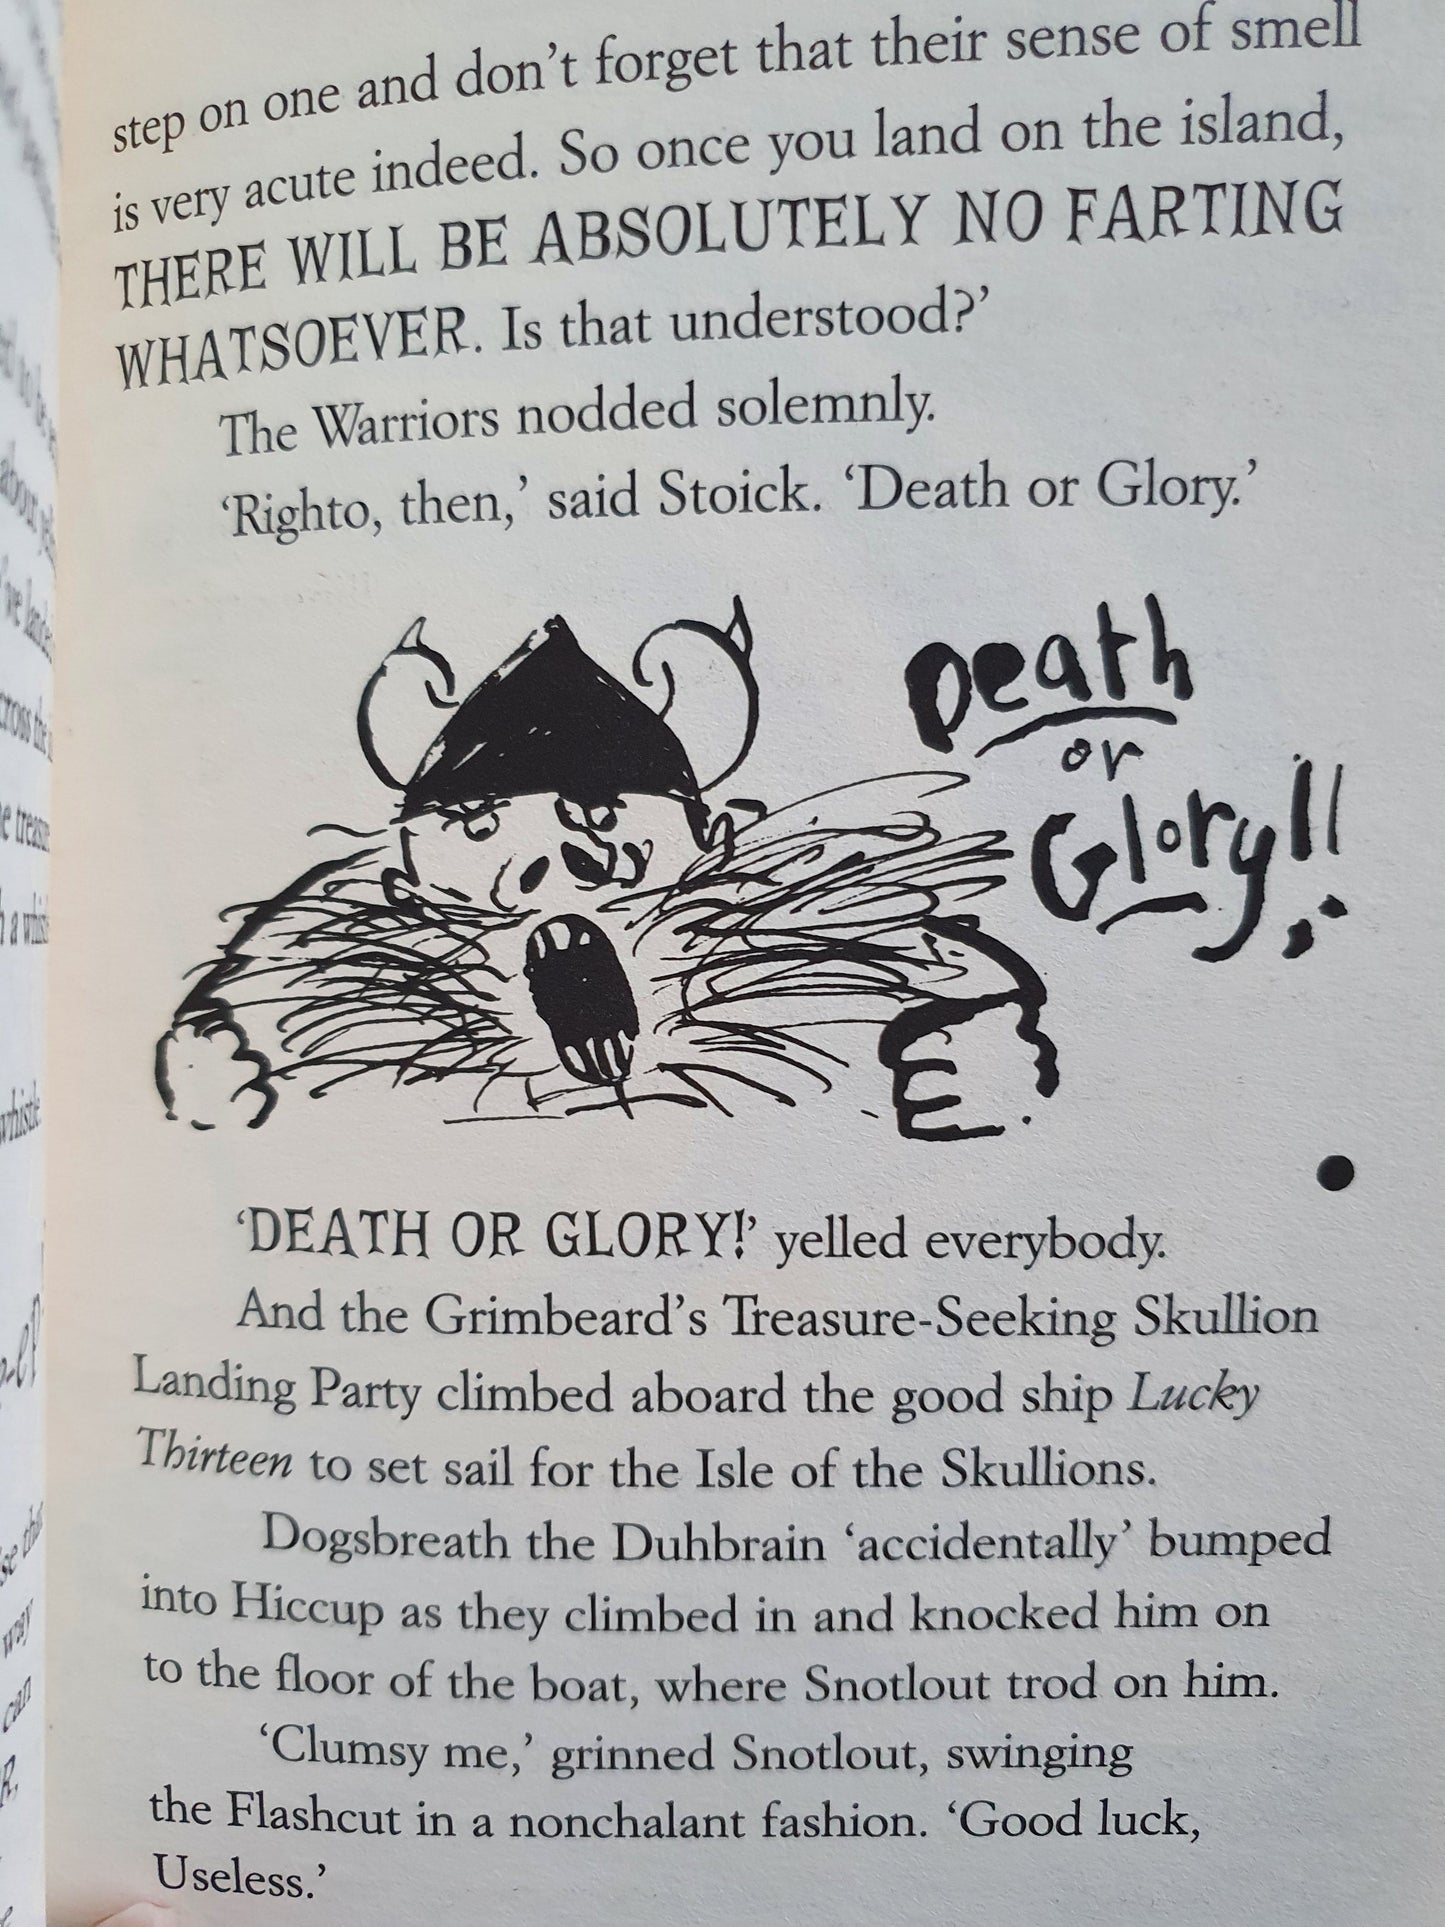 step on one and don't forget that their sense of smell
is very acute indeed. So once you land on the island,
THERE WILL BE ABSOLUTELY NO FARTING
WHATSOEVER. Is that understood?'
The Warriors nodded solemnly.
'Righto, then,' said Stoick. 'Death or Glory.'
Death
or
Glory!!
'DEATH OR GLORY!' yelled everybody.
And the Grimbeard's Treasure-Seeking Skullion
Landing Party climbed aboard the good ship Lucky
Thirteen to set sail for the Isle of the Skullions.
Dogsbreath the Duhbrain 'accidentally' bumped
into Hiccup as they climbed in and knocked him on
to the floor of the boat, where Snotlout trod on him.
'Clumsy me,' grinned Snotlout, swinging
the Flashcut in a nonchalant fashion. 'Good luck,
Useless.'